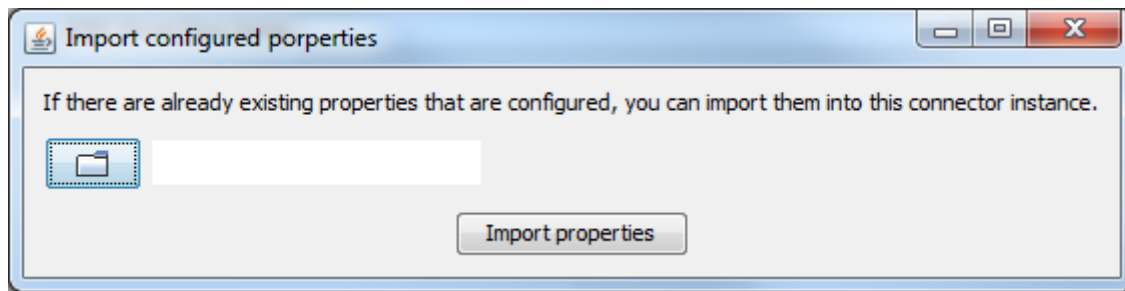 Import configured porperties
If there are already existing properties that are configured, you can import them into this connector instance.
Import properties